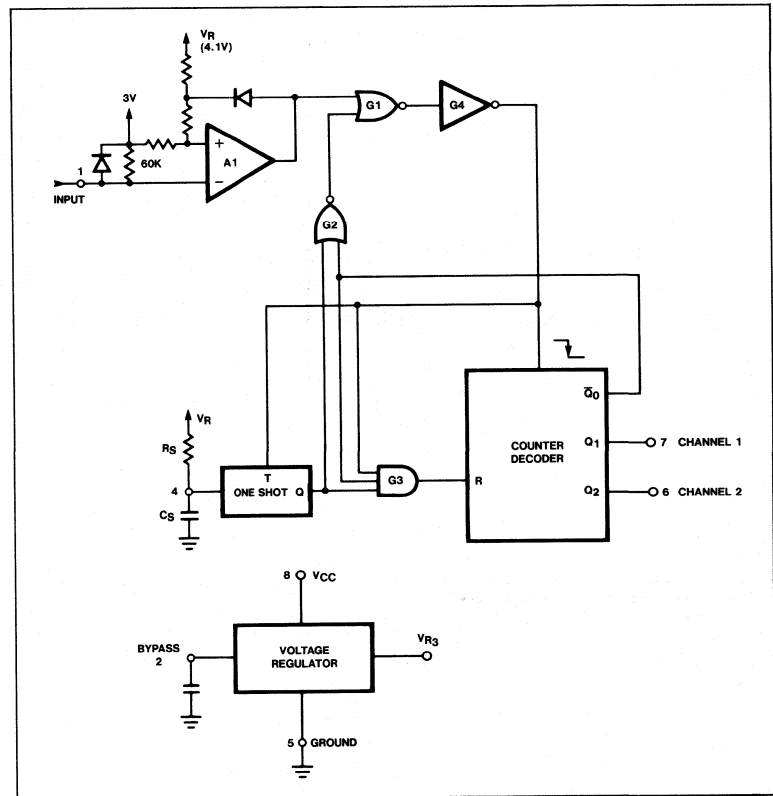 VR
(4.1V)
3V
60K
1
INPUT
+
A1
−
G1
G4
G2
Q̅0
Q1
7 CHANNEL 1
COUNTER
DECODER
R
Q2
6 CHANNEL 2
VR
RS
4
CS
T
ONE SHOT Q
G3
8 VCC
BYPASS
2
VOLTAGE
REGULATOR
VR3
5 GROUND